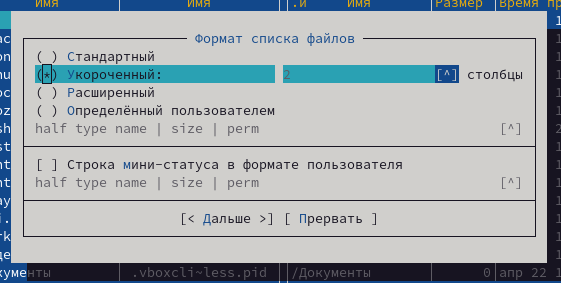 Имя Имя .и Имя Размер Время пр
Формат списка файлов
( ) Стандартный
(*) Укороченный: 2 [^] столбцы
( ) Расширенный
( ) Определённый пользователем
half type name | size | perm [^]
[ ] Строка мини-статуса в формате пользователя
half type name | size | perm [^]
[< Дальше >] [ Прервать ]
кументы .vboxcli~less.pid /Документы 0 апр 22